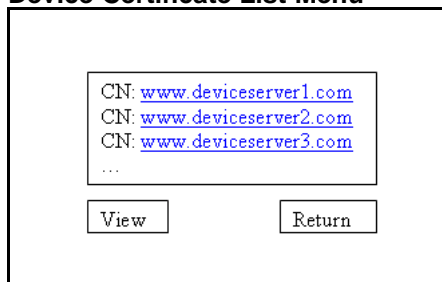 Device Certificate List Menu
CN: www.deviceserver1.com
CN: www.deviceserver2.com
CN: www.deviceserver3.com
...
View
Return